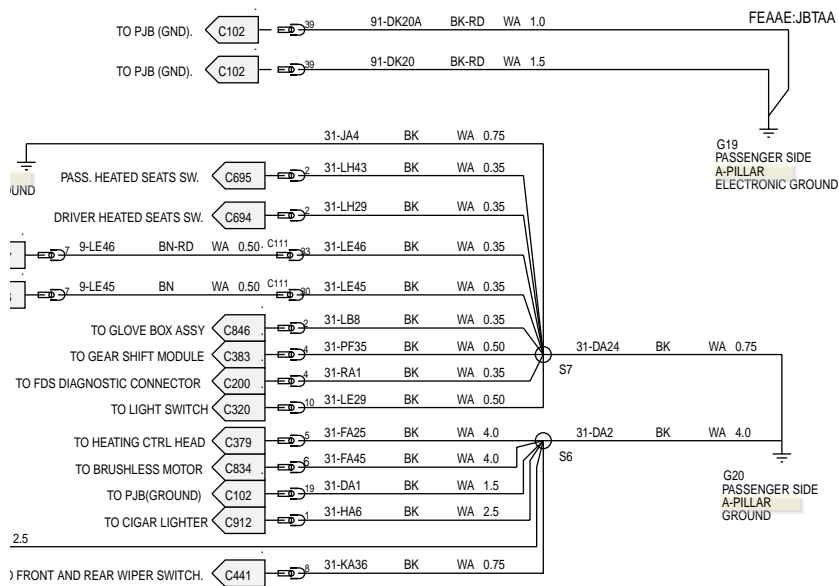 FEAAE:JBTAA
TO PJB (GND). C102 39 91-DK20A BK-RD WA 1.0
TO PJB (GND). C102 39 91-DK20 BK-RD WA 1.5
G19
PASSENGER SIDE
A-PILLAR
ELECTRONIC GROUND
31-JA4 BK WA 0.75
UND
PASS. HEATED SEATS SW. C695 2 31-LH43 BK WA 0.35
DRIVER HEATED SEATS SW. C694 2 31-LH29 BK WA 0.35
7 9-LE46 BN-RD WA 0.50 C111 23 31-LE46 BK WA 0.35
7 9-LE45 BN WA 0.50 C111 20 31-LE45 BK WA 0.35
TO GLOVE BOX ASSY C846 2 31-LB8 BK WA 0.35
TO GEAR SHIFT MODULE C383 4 31-PF35 BK WA 0.50
31-DA24 BK WA 0.75
S7
TO FDS DIAGNOSTIC CONNECTOR C200 4 31-RA1 BK WA 0.35
TO LIGHT SWITCH C320 10 31-LE29 BK WA 0.50
TO HEATING CTRL HEAD C379 5 31-FA25 BK WA 4.0
31-DA2 BK WA 4.0
S6
TO BRUSHLESS MOTOR C834 6 31-FA45 BK WA 4.0
TO PJB(GROUND) C102 19 31-DA1 BK WA 1.5
TO CIGAR LIGHTER C912 1 31-HA6 BK WA 2.5
G20
PASSENGER SIDE
A-PILLAR
GROUND
2.5
FRONT AND REAR WIPER SWITCH. C441 8 31-KA36 BK WA 0.75